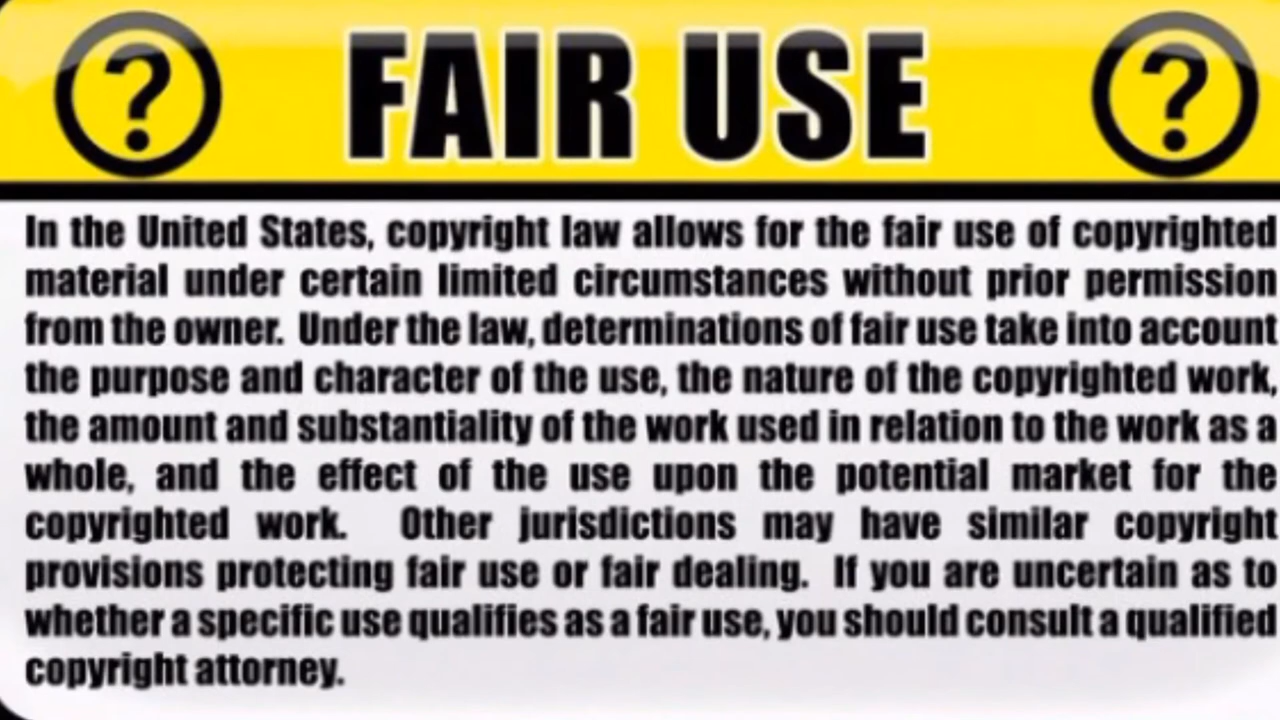 ? FAIR USE ?
In the United States, copyright law allows for the fair use of copyrighted
material under certain limited circumstances without prior permission
from the owner. Under the law, determinations of fair use take into account
the purpose and character of the use, the nature of the copyrighted work,
the amount and substantiality of the work used in relation to the work as a
whole, and the effect of the use upon the potential market for the
copyrighted work. Other jurisdictions may have similar copyright
provisions protecting fair use or fair dealing. If you are uncertain as to
whether a specific use qualifies as a fair use, you should consult a qualified
copyright attorney.